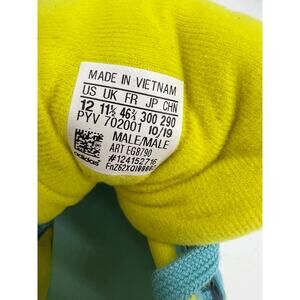 MADE IN VIETNAM
US UK FR JP CHN
12 11½ 46⅔ 300 290
PYV 702001 10/19
MALE/MALE
ART EG8790
#124152716
adidas